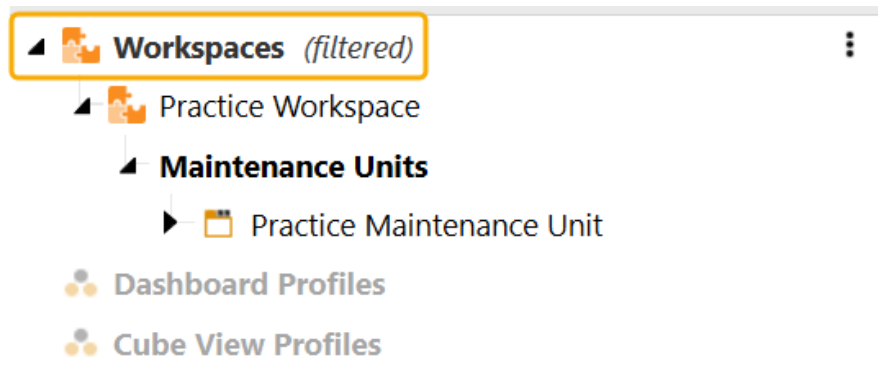 Workspaces (filtered)
Practice Workspace
Maintenance Units
Practice Maintenance Unit
Dashboard Profiles
Cube View Profiles